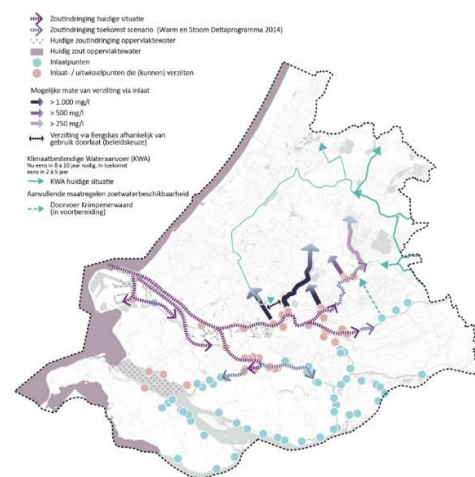 Zoutindringing huidige situatie
Zoutindringing toekomst scenario (Warm en Stoom Deltaprogramma 2014)
Huidige zoutindringing oppervlaktewater
Huidig zout oppervlaktewater
Inlaatpunten
Inlaat- / uitwisselpunten die (kunnen) verzilten
Mogelijke mate van verzilting via inlaat
> 1.000 mg/l
> 500 mg/l
> 250 mg/l
Verzilting via Bergsluis afhankelijk van
gebruik doorlaat (beleidskeuze)
Klimaatbestendige Wateraanvoer (KWA)
Nu eens in 8 á 10 jaar nodig, in toekomst
eens in 2 á 5 jaar
KWA huidige situatie
Aanvullende maatregelen zoetwaterbeschikbaarheid
Doorvoer Krimpenerwaard
(in voorbereiding)